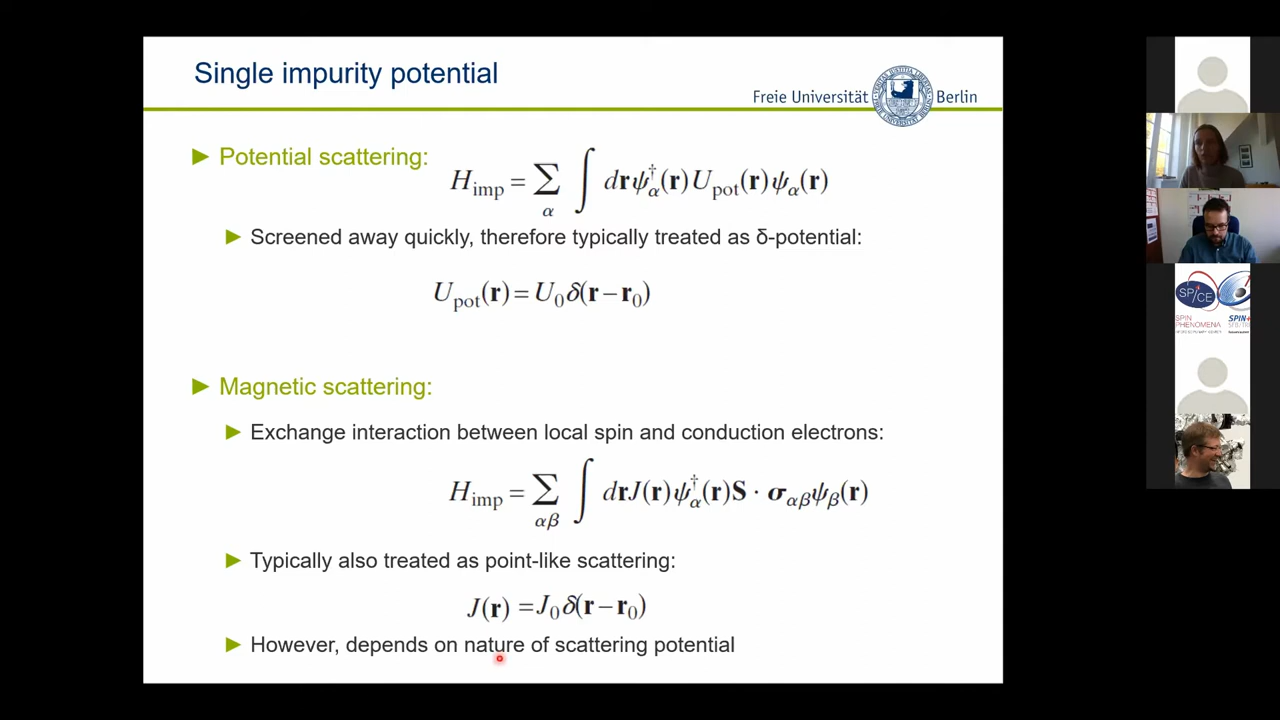 Single impurity potential
Freie Universität Berlin
► Potential scattering:
H_imp = ∑_α ∫ dr ψ_α†(r) U_pot(r) ψ_α(r)
► Screened away quickly, therefore typically treated as δ-potential:
U_pot(r) = U_0 δ(r − r_0)
► Magnetic scattering:
► Exchange interaction between local spin and conduction electrons:
H_imp = ∑_αβ ∫ dr J(r) ψ_α†(r) S · σ_αβ ψ_β(r)
► Typically also treated as point-like scattering:
J(r) = J_0 δ(r − r_0)
► However, depends on nature of scattering potential
SPICE
SPIN
PHENOMENA
SPIN+